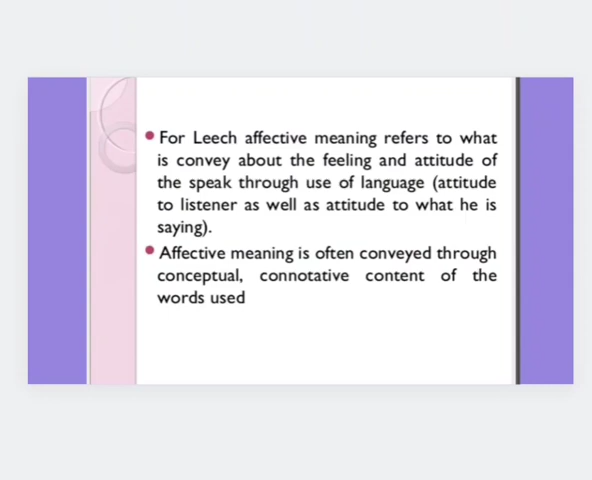 • For Leech affective meaning refers to what
is convey about the feeling and attitude of
the speak through use of language (attitude
to listener as well as attitude to what he is
saying).
• Affective meaning is often conveyed through
conceptual, connotative content of the
words used